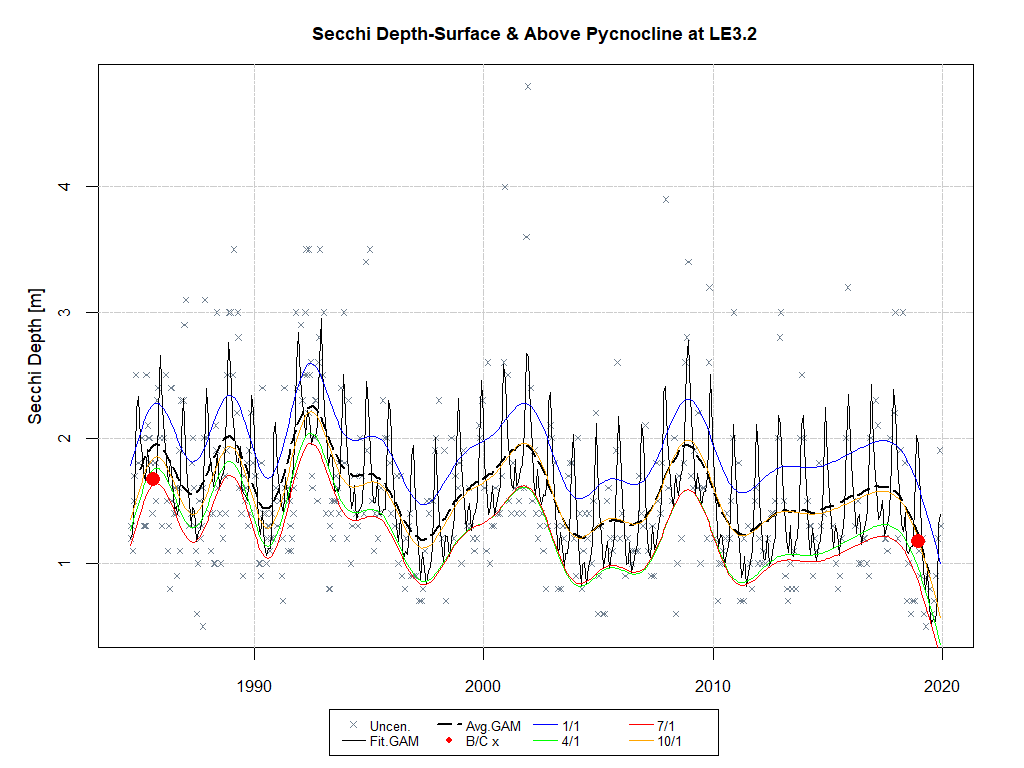 Secchi Depth-Surface & Above Pycnocline at LE3.2
Secchi Depth [m]
4
3
2
1
1990 2000 2010 2020
Uncen. Avg.GAM 1/1 7/1
Fit.GAM B/C x 4/1 10/1